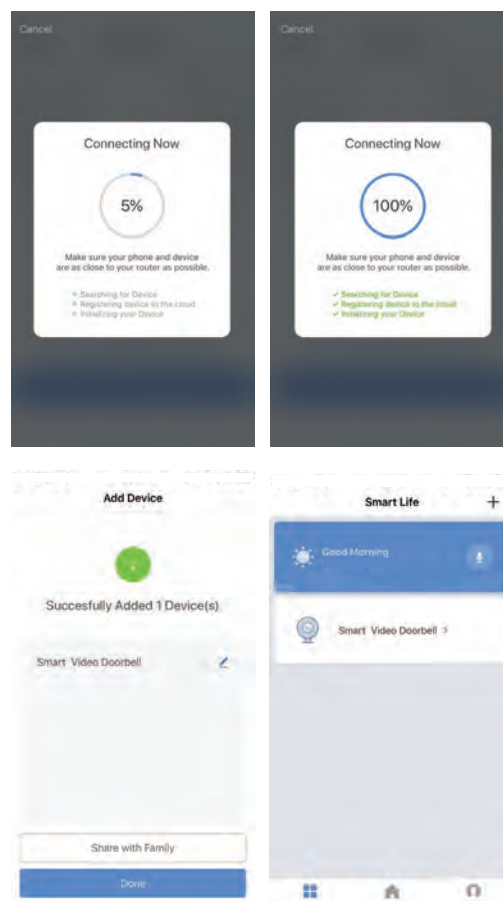 Cancel
Connecting Now
5%
Make sure your phone and device
are as close to your router as possible.
Searching for Device
Registering device to the cloud
Initializing your Device
Cancel
Connecting Now
100%
Make sure your phone and device
are as close to your router as possible.
Searching for Device
Registering device to the cloud
Initializing your Device
Add Device
Succesfully Added 1 Device(s)
Smart Video Doorbell
Share with Family
Done
Smart Life +
Good Morning
Smart Video Doorbell >